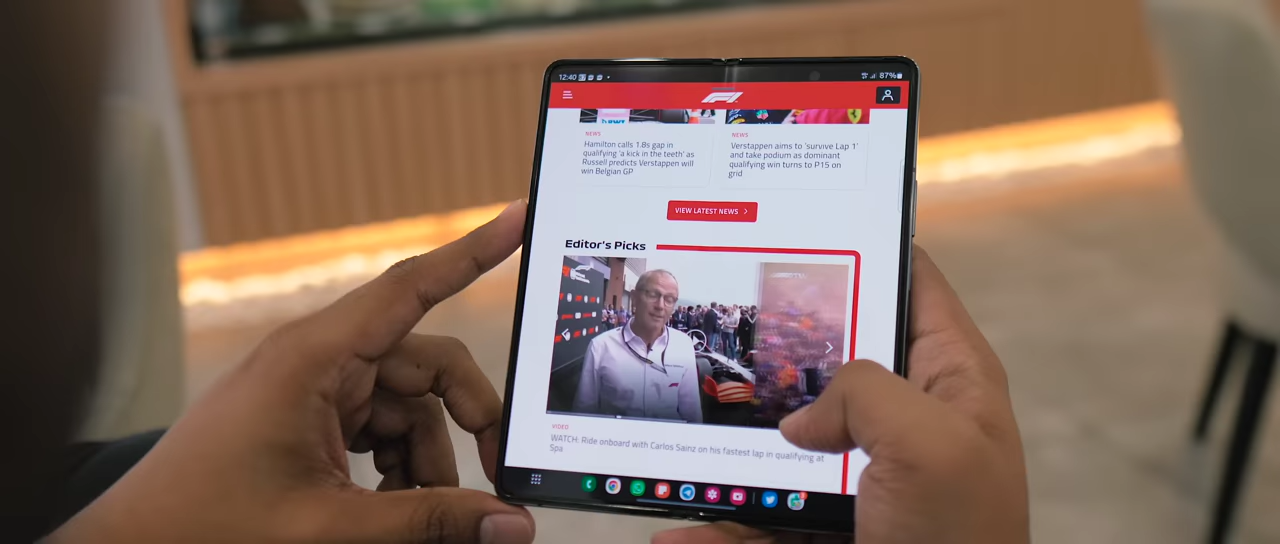 12:40
87%
F1
NEWS
Hamilton calls 1.8s gap in
qualifying 'a kick in the teeth' as
Russell predicts Verstappen will
win Belgian GP
NEWS
Verstappen aims to 'survive Lap 1'
and take podium as dominant
qualifying win turns to P15 on
grid
VIEW LATEST NEWS
Editor's Picks
VIDEO
WATCH: Ride onboard with Carlos Sainz on his fastest lap in qualifying at
Spa